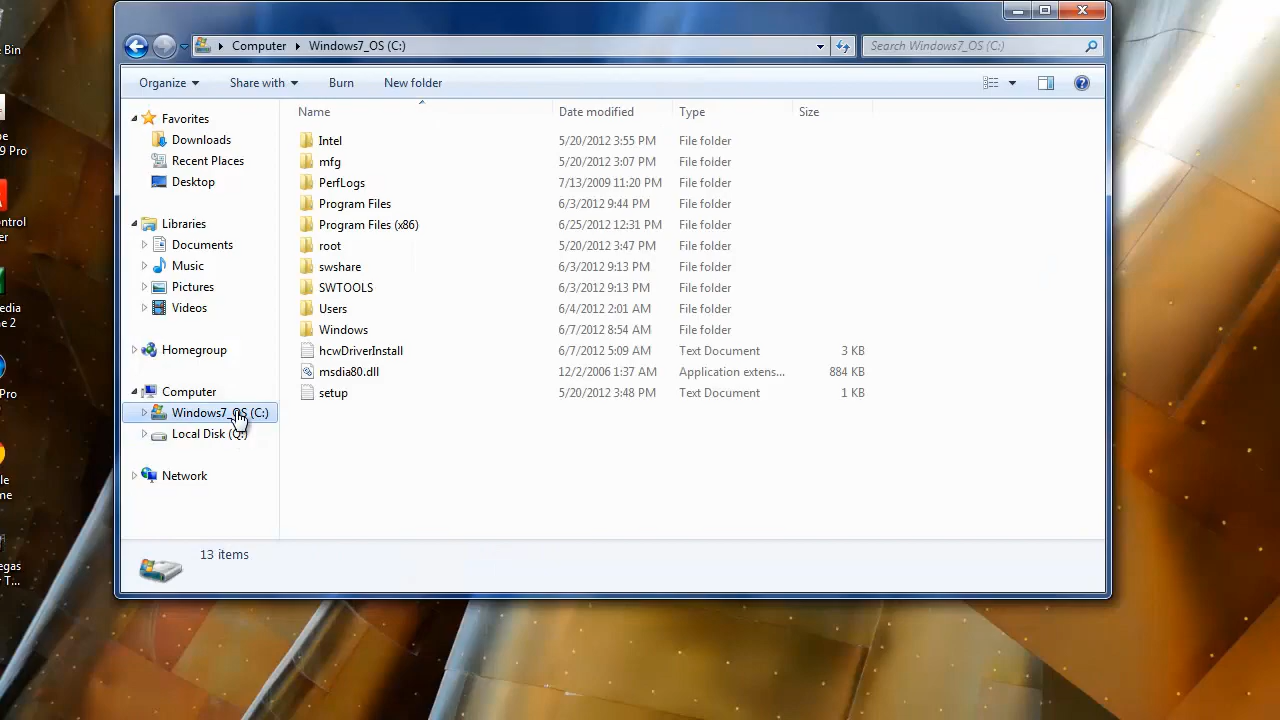 Computer Windows7_OS (C:) Search Windows7_OS (C:)
Organize Share with Burn New folder
Name Date modified Type Size
Favorites
Downloads
Recent Places
Desktop
Libraries
Documents
Music
Pictures
Videos
Homegroup
Computer
Windows7_OS (C:)
Local Disk (Q:)
Network
Intel 5/20/2012 3:55 PM File folder
mfg 5/20/2012 3:07 PM File folder
PerfLogs 7/13/2009 11:20 PM File folder
Program Files 6/3/2012 9:44 PM File folder
Program Files (x86) 6/25/2012 12:31 PM File folder
root 5/20/2012 3:47 PM File folder
swshare 6/3/2012 9:13 PM File folder
SWTOOLS 6/3/2012 9:13 PM File folder
Users 6/4/2012 2:01 AM File folder
Windows 6/7/2012 8:54 AM File folder
hcwDriverInstall 6/7/2012 5:09 AM Text Document 3 KB
msdia80.dll 12/2/2006 1:37 AM Application extens... 884 KB
setup 5/20/2012 3:48 PM Text Document 1 KB
13 items
Bin
9 Pro
Pro
T...